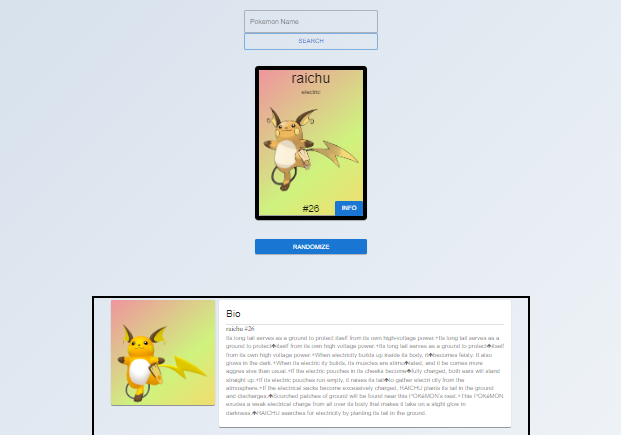 Pokemon Name
SEARCH
raichu
electric
#26
INFO
RANDOMIZE
Bio
raichu #26
Its long tail serves as a ground to protect itself from its own high-voltage power.+Its long tail serves as a
ground to protect♠itself from its own high voltage power.+Its long tail serves as a ground to protect♠itself
from its own high voltage power.+When electricity builds up inside its body, it♠becomes feisty. It also
glows in the dark.+When its electricity builds, its muscles are stimu♠lated, and it becomes more
aggres sive than usual.+If the electric pouches in its cheeks become♠fully charged, both ears will stand
straight up.+If its electric pouches run empty, it raises its tail♠to gather electri city from the
atmosphere.+If the electrical sacks become excessively charged, RAICHU plants its tail in the ground
and discharges.♠Scorched patches of ground will be found near this POKéMON's nest.+This POKéMON
exudes a weak electrical charge from all over its body that makes it take on a slight glow in
darkness.♠RAICHU searches for electricity by planting its tail in the ground.